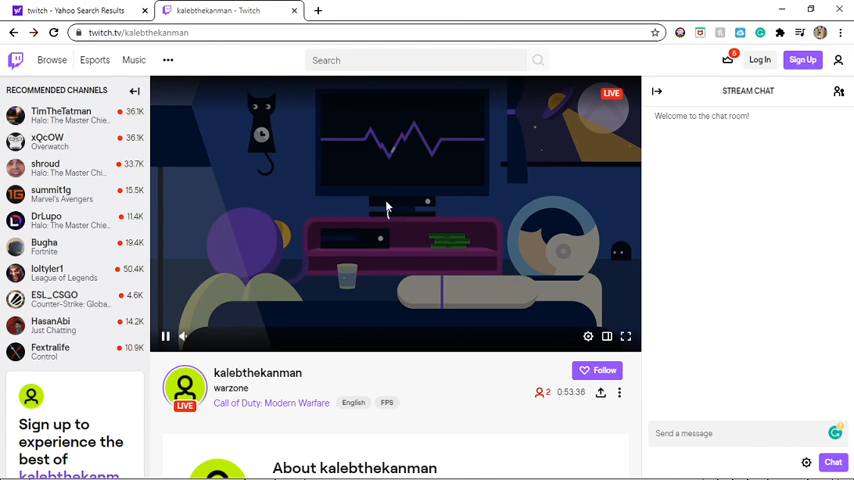 twitch - Yahoo Search Results
kalebthekanman - Twitch
twitch.tv/kalebthekanman
Browse
Esports
Music
Search
6
Log In
Sign Up
RECOMMENDED CHANNELS
TimTheTatman
36.1K
Halo: The Master Chie...
xQcOW
36.1K
Overwatch
shroud
33.7K
Halo: The Master Chi...
summit1g
15.5K
Marvel's Avengers
DrLupo
11.4K
Halo: The Master Chie...
Bugha
19.4K
Fortnite
loltyler1
50.4K
League of Legends
ESL_CSGO
4.6K
Counter-Strike: Globa...
HasanAbi
14.2K
Just Chatting
Fextralife
10.9K
Control
Sign up to
experience the
best of
kalebthekanm
LIVE
kalebthekanman
warzone
LIVE
Call of Duty: Modern Warfare
English
FPS
Follow
2
0:53:36
About kalebthekanman
STREAM CHAT
Welcome to the chat room!
Send a message
Chat